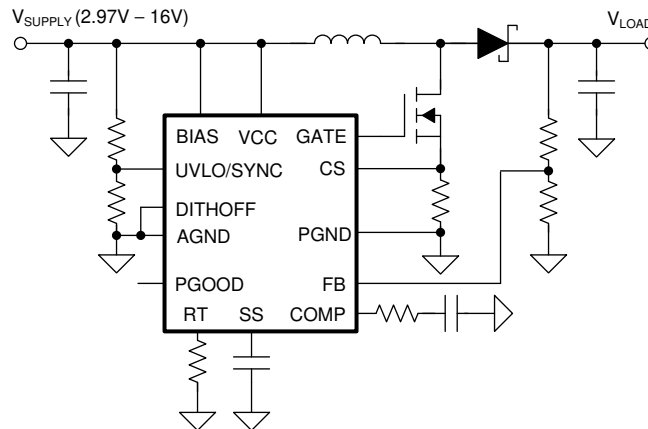 VSUPPLY (2.97V – 16V)
VLOAD
BIAS VCC GATE
UVLO/SYNC CS
DITHOFF
AGND PGND
PGOOD FB
RT SS COMP